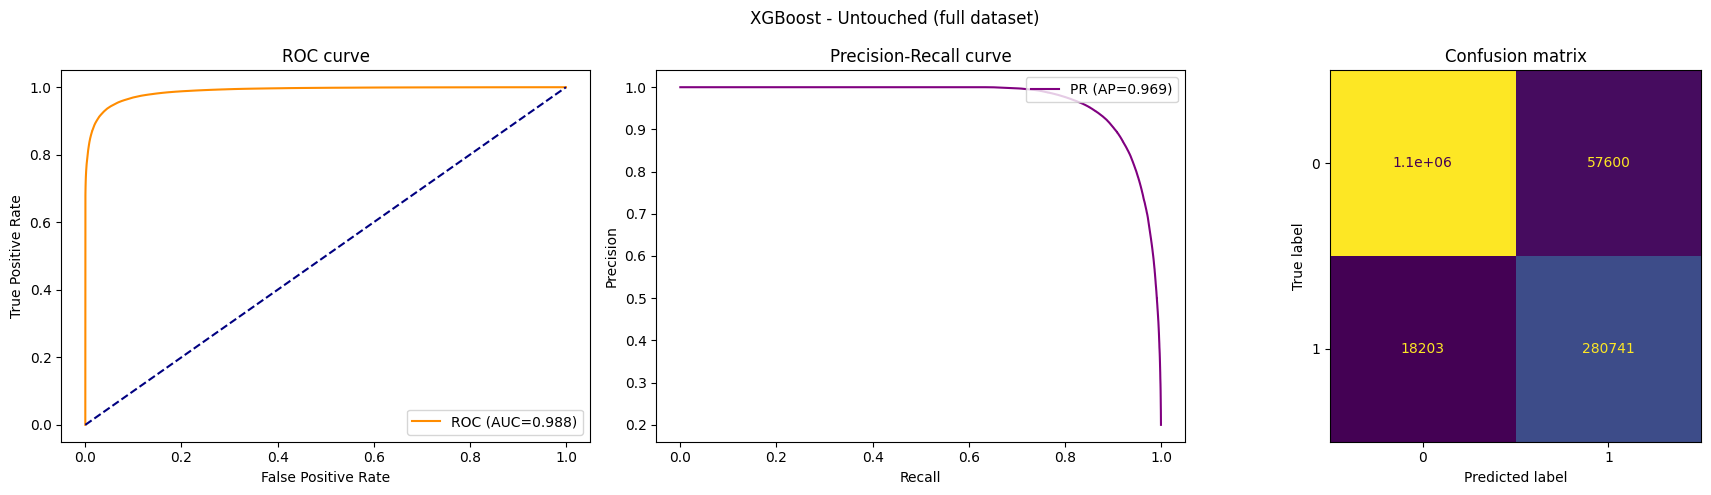 XGBoost - Untouched (full dataset)
ROC curve
1.0
0.8
0.6
0.4
0.2
0.0
True Positive Rate
ROC (AUC=0.988)
0.0 0.2 0.4 0.6 0.8 1.0
False Positive Rate
Precision-Recall curve
PR (AP=0.969)
1.0
0.9
0.8
0.7
0.6
0.5
0.4
0.3
0.2
Precision
0.0 0.2 0.4 0.6 0.8 1.0
Recall
Confusion matrix
0
1.1e+06 57600
True label
1
18203 280741
0 1
Predicted label